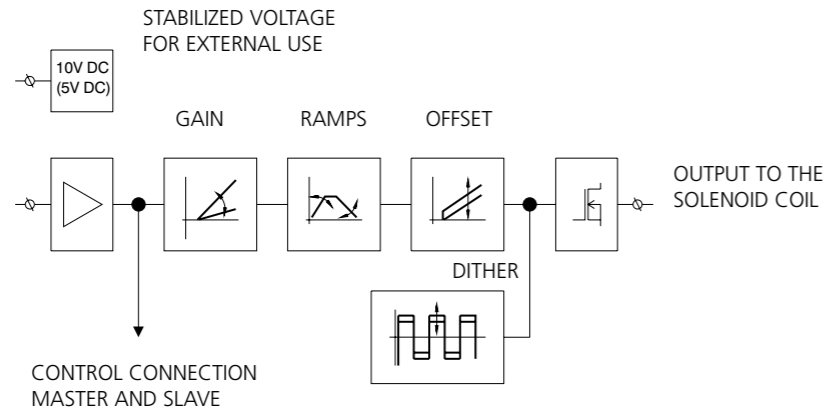 STABILIZED VOLTAGE
FOR EXTERNAL USE
10V DC
(5V DC)
GAIN
RAMPS
OFFSET
OUTPUT TO THE
SOLENOID COIL
DITHER
CONTROL CONNECTION
MASTER AND SLAVE